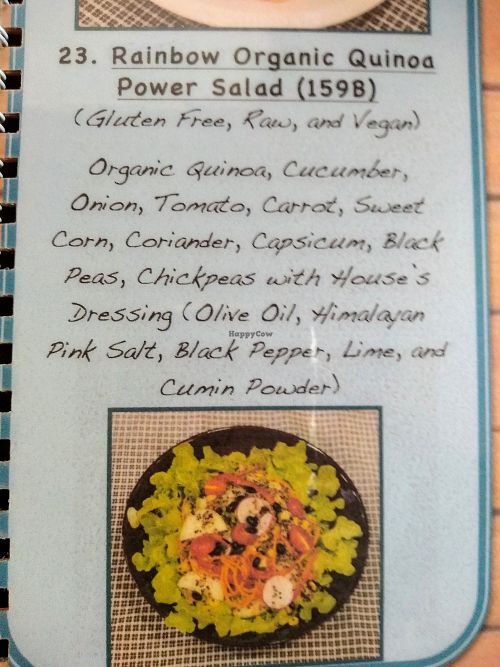 23. Rainbow Organic Quinoa
Power Salad (159B)
(Gluten Free, Raw, and Vegan)
Organic Quinoa, Cucumber,
Onion, Tomato, Carrot, Sweet
Corn, Coriander, Capsicum, Black
Peas, Chickpeas with House's
Dressing (Olive Oil, Himalayan
HappyCow
Pink Salt, Black Pepper, Lime, and
Cumin Powder)